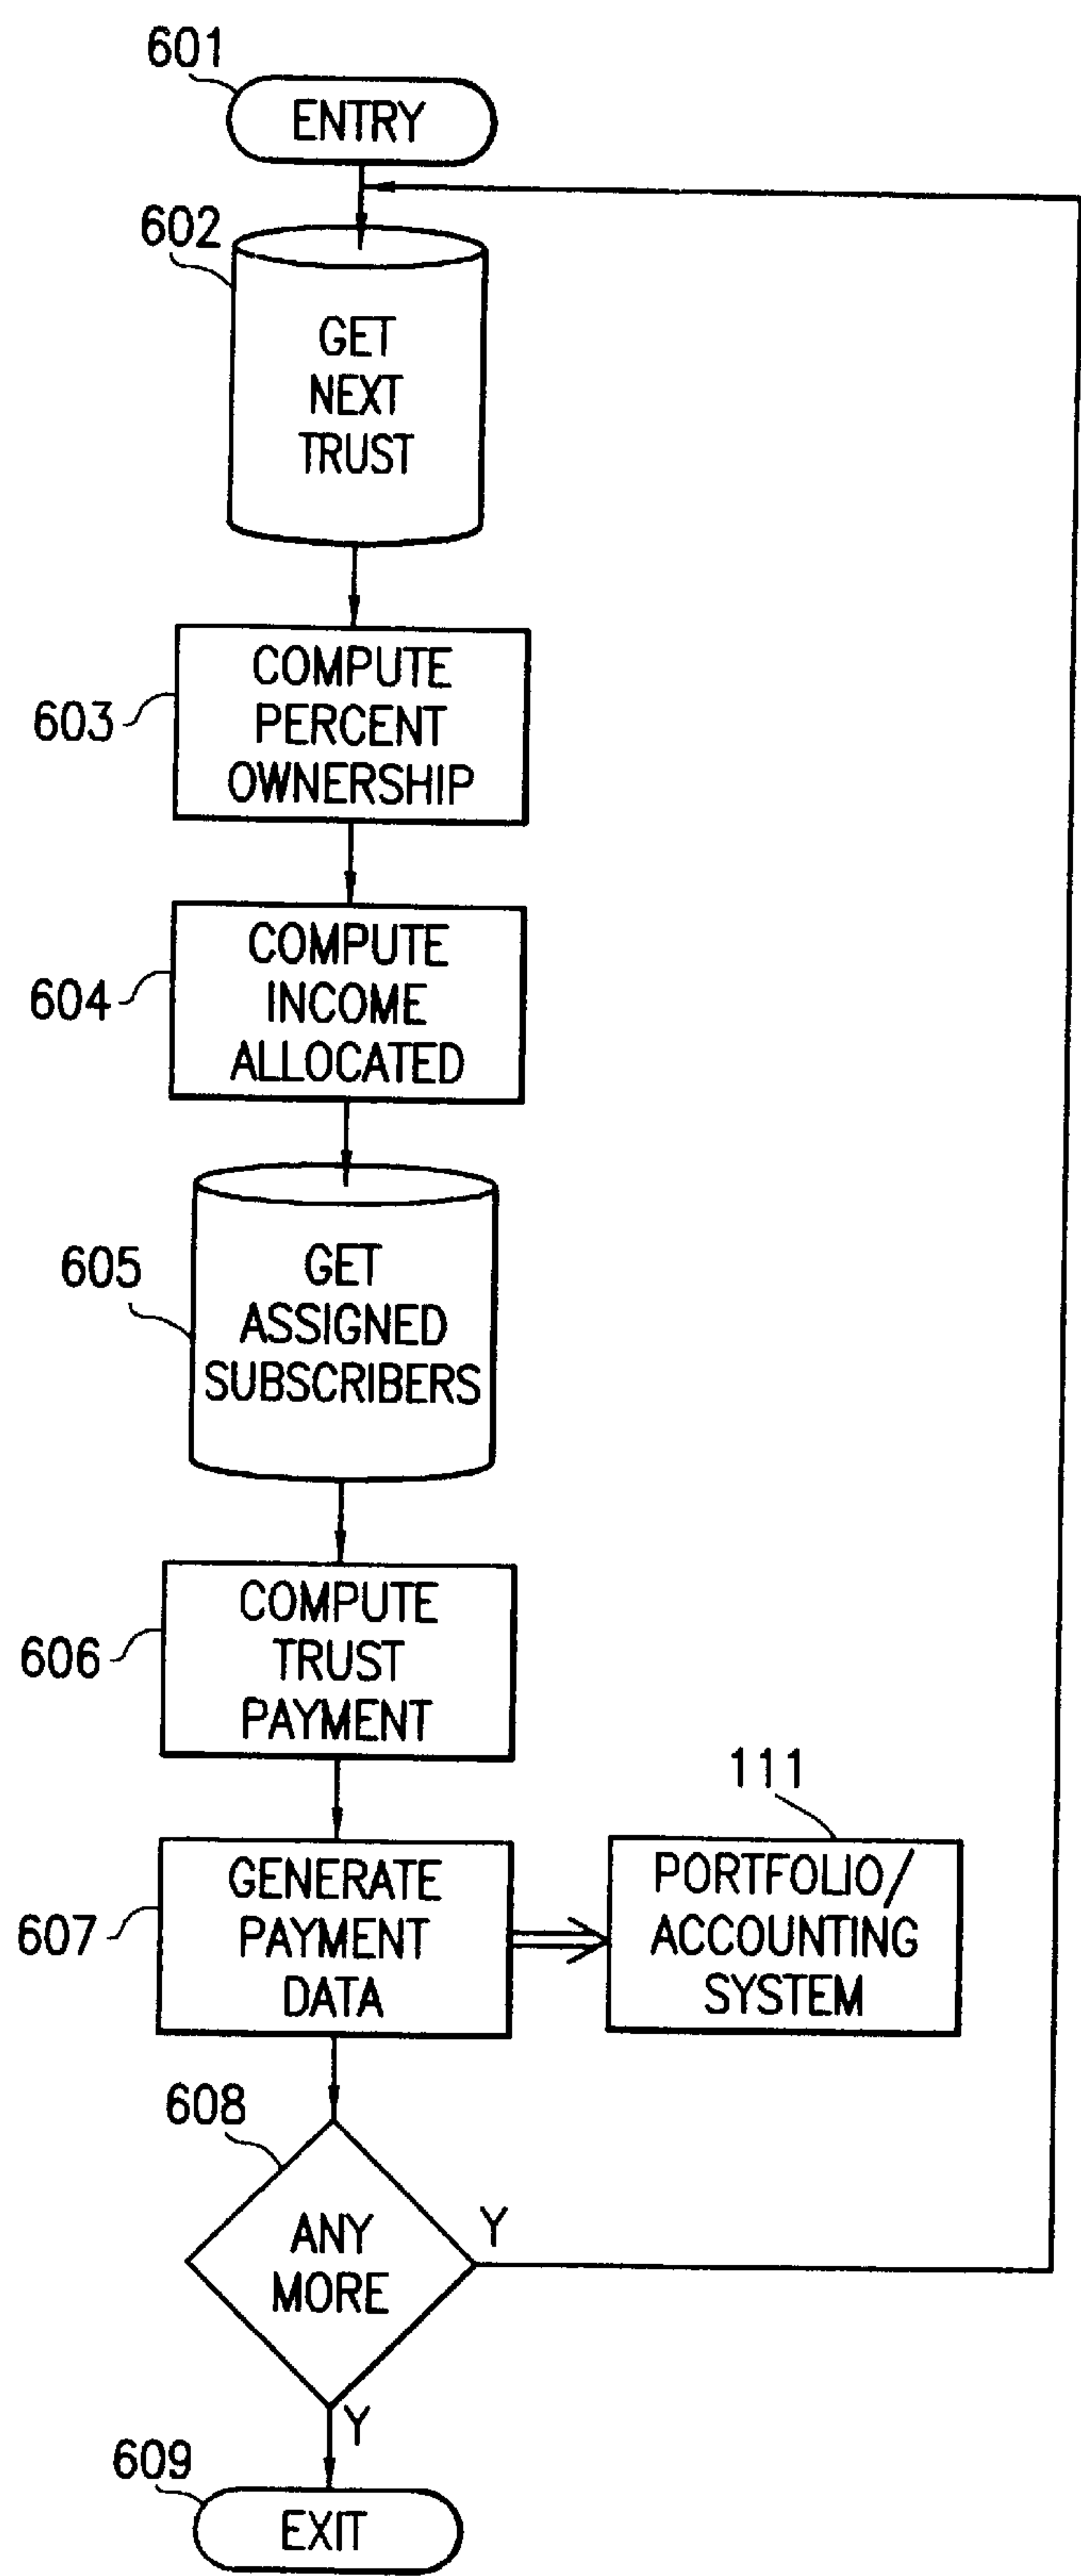 601
ENTRY
602
GET
NEXT
TRUST
603
COMPUTE
PERCENT
OWNERSHIP
604
COMPUTE
INCOME
ALLOCATED
605
GET
ASSIGNED
SUBSCRIBERS
606
COMPUTE
TRUST
PAYMENT
607
GENERATE
PAYMENT
DATA
111
PORTFOLIO/
ACCOUNTING
SYSTEM
608
ANY
MORE
Y
Y
609
EXIT